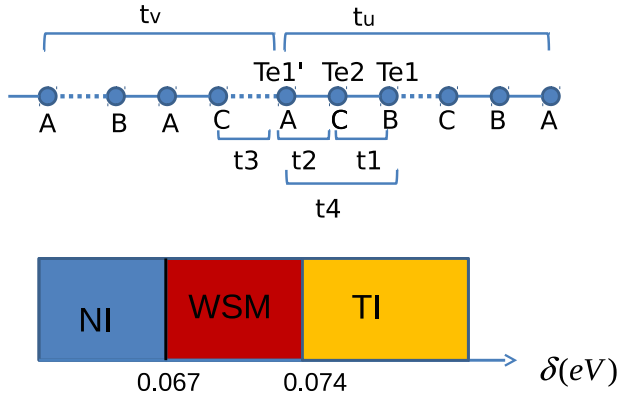 tv tu
Te1' Te2 Te1
A B A C A C B C B A
t3 t2 t1
t4
NI WSM TI
0.067 0.074 δ(eV)